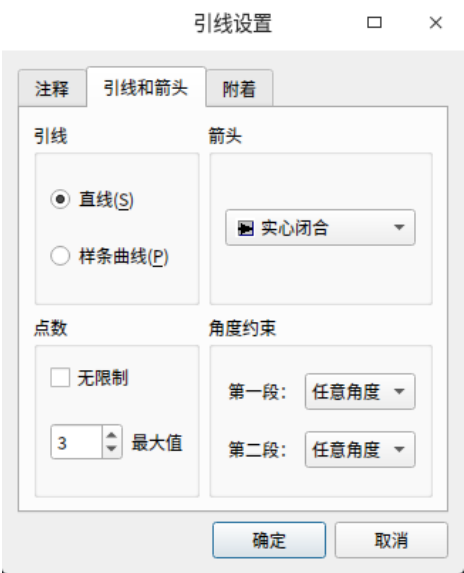 引线设置
注释 引线和箭头 附着
引线
直线(S)
样条曲线(P)
箭头
实心闭合
点数
无限制
3 最大值
角度约束
第一段: 任意角度
第二段: 任意角度
确定 取消